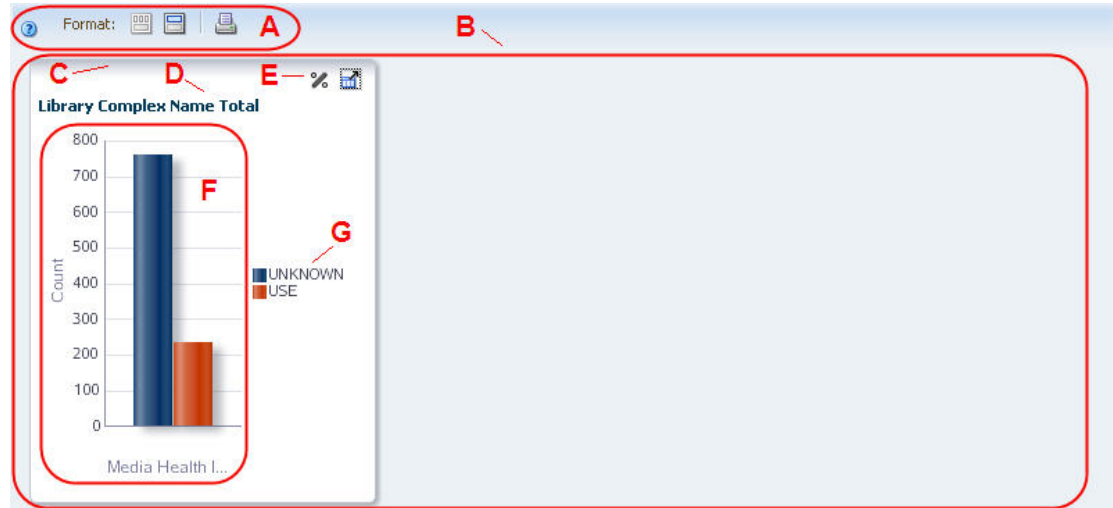 Format: A
B
C D E
Library Complex Name Total
800
700
600
500
400
300
200
100
0
Count
F
G
UNKNOWN
USE
Media Health I...